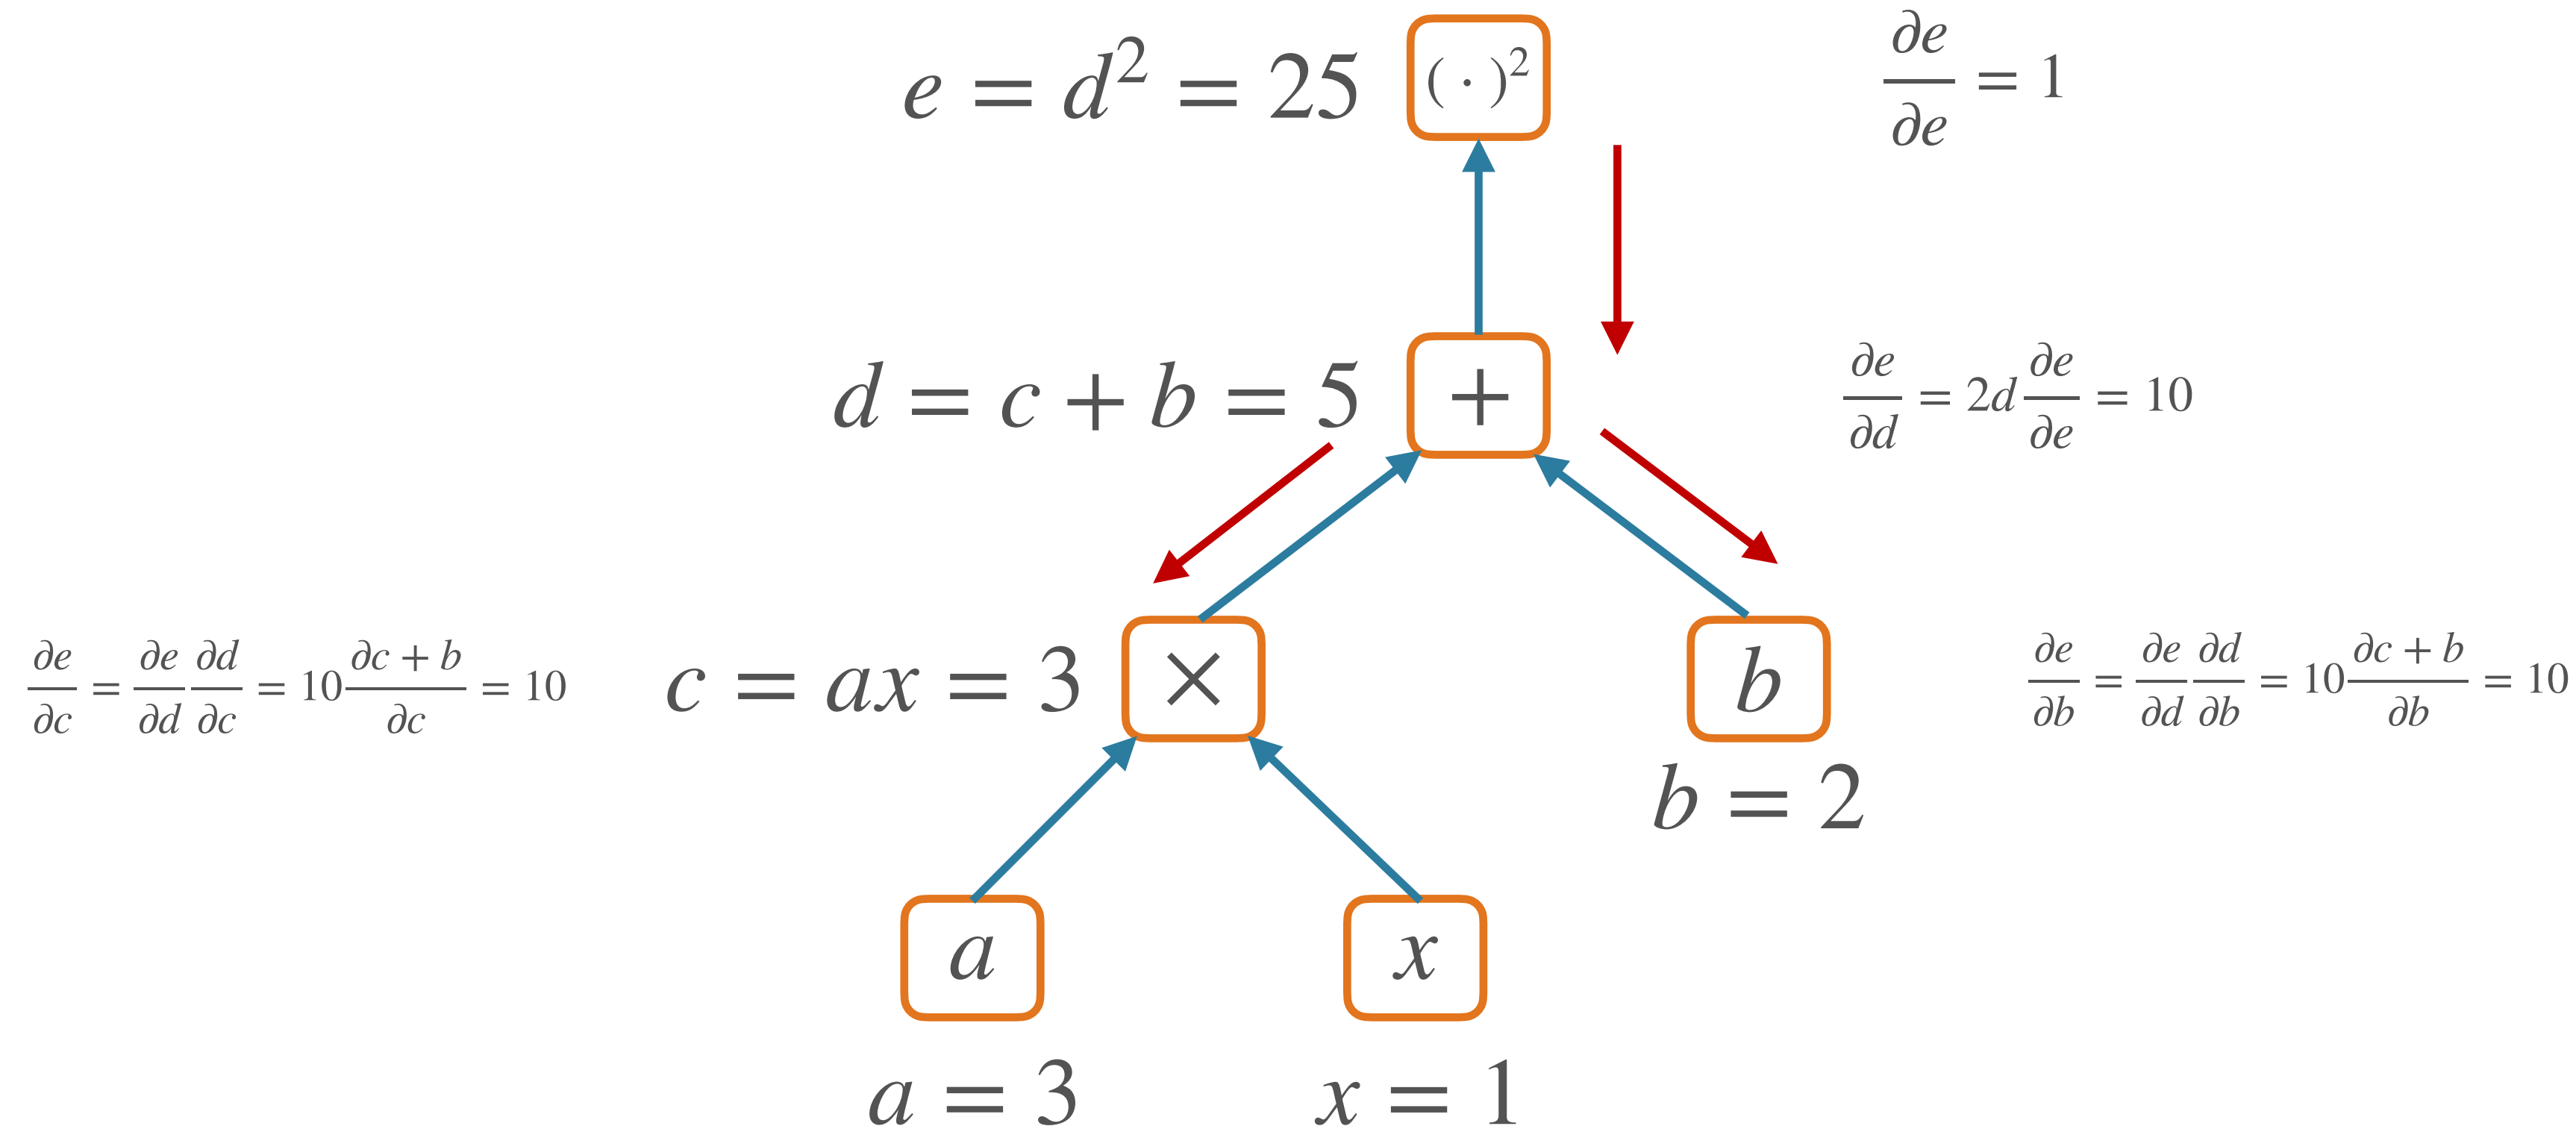 e = d² = 25
( · )²
∂e/∂e = 1
d = c + b = 5
+
∂e/∂d = 2d ∂e/∂e = 10
∂e/∂c = ∂e/∂d ∂d/∂c = 10 ∂c + b/∂c = 10
c = ax = 3
×
b
∂e/∂b = ∂e/∂d ∂d/∂b = 10 ∂c + b/∂b = 10
b = 2
a
x
a = 3
x = 1